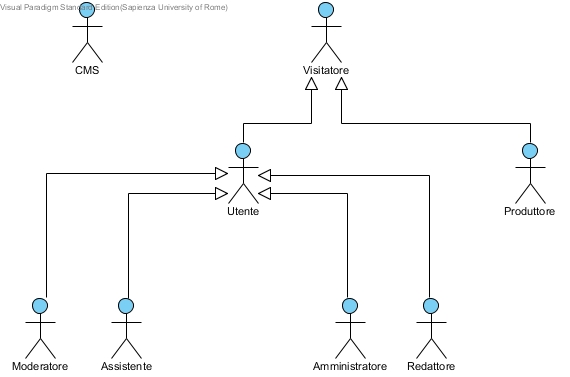 Visual Paradigm Standard Edition(Sapienza University of Rome)
CMS
Visitatore
Utente
Produttore
Moderatore
Assistente
Amministratore
Redattore